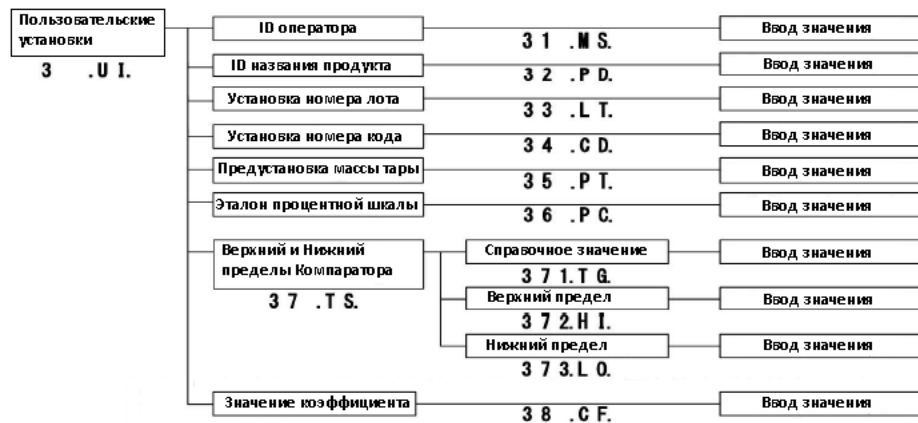 Пользовательские
установки
3 .U I.
ID оператора
3 1 .M S.
Ввод значения
ID названия продукта
3 2 .P D.
Ввод значения
Установка номера лота
3 3 .L T.
Ввод значения
Установка номера кода
3 4 .C D.
Ввод значения
Предустановка массы тары
3 5 .P T.
Ввод значения
Эталон процентной шкалы
3 6 .P C.
Ввод значения
Верхний и Нижний
пределы Компаратора
3 7 .T S.
Справочное значение
3 7 1.T G.
Ввод значения
Верхний предел
3 7 2.H I.
Ввод значения
Нижний предел
3 7 3.L O.
Ввод значения
Значение коэффициента
3 8 .C F.
Ввод значения